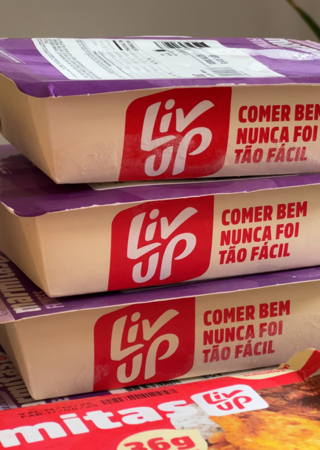 Liv
up
COMER BEM
NUNCA FOI
TÃO FÁCIL
Liv
up
COMER BEM
NUNCA FOI
TÃO FÁCIL
Liv
up
COMER BEM
NUNCA FOI
TÃO FÁCIL
mitas
Liv
up
36g